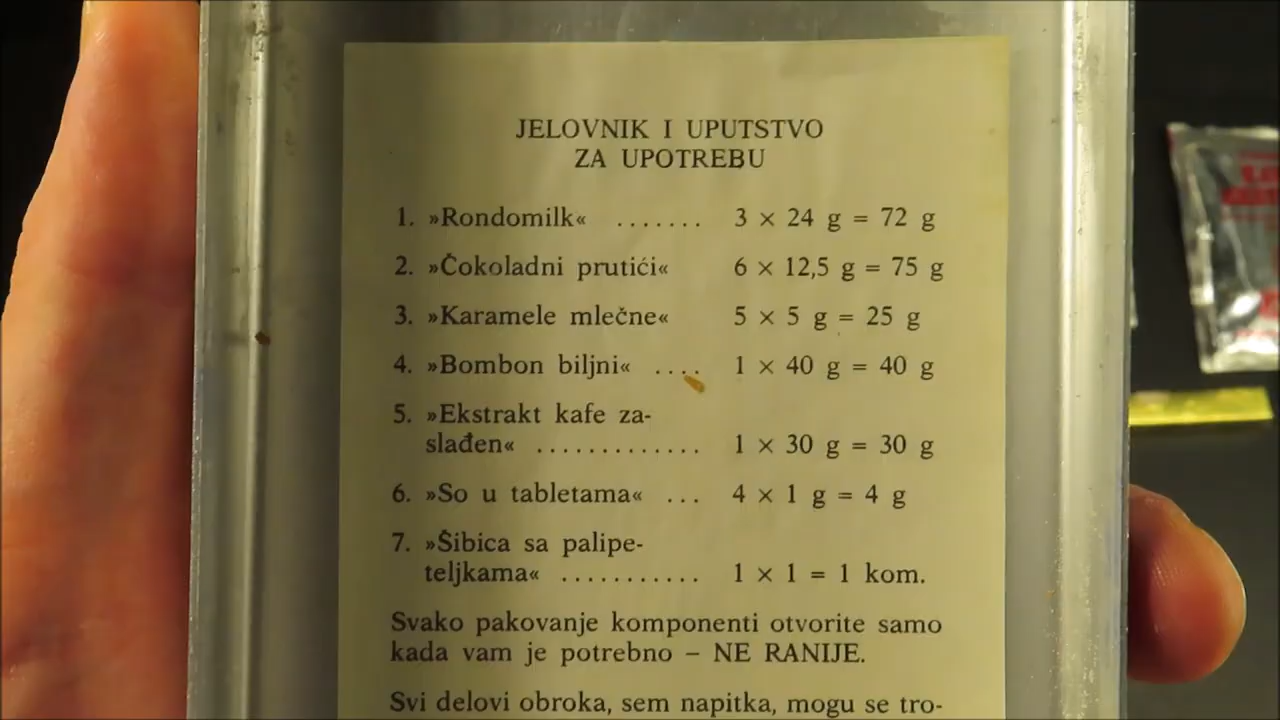 JELOVNIK I UPUTSTVO
ZA UPOTREBU
1. »Rondomilk« ....... 3 × 24 g = 72 g
2. »Čokoladni prutići« 6 × 12,5 g = 75 g
3. »Karamele mlečne« 5 × 5 g = 25 g
4. »Bombon biljni« .... 1 × 40 g = 40 g
5. »Ekstrakt kafe za-
slađen« ............. 1 × 30 g = 30 g
6. »So u tabletama« ... 4 × 1 g = 4 g
7. »Šibica sa palipe-
teljkama« ........... 1 × 1 = 1 kom.
Svako pakovanje komponenti otvorite samo
kada vam je potrebno – NE RANIJE.
Svi delovi obroka, sem napitka, mogu se tro-